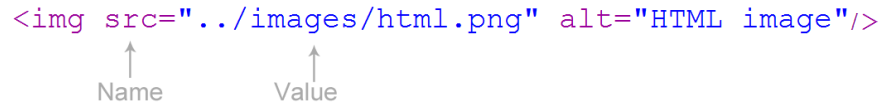 <img src="../images/html.png" alt="HTML image"/>
Name Value